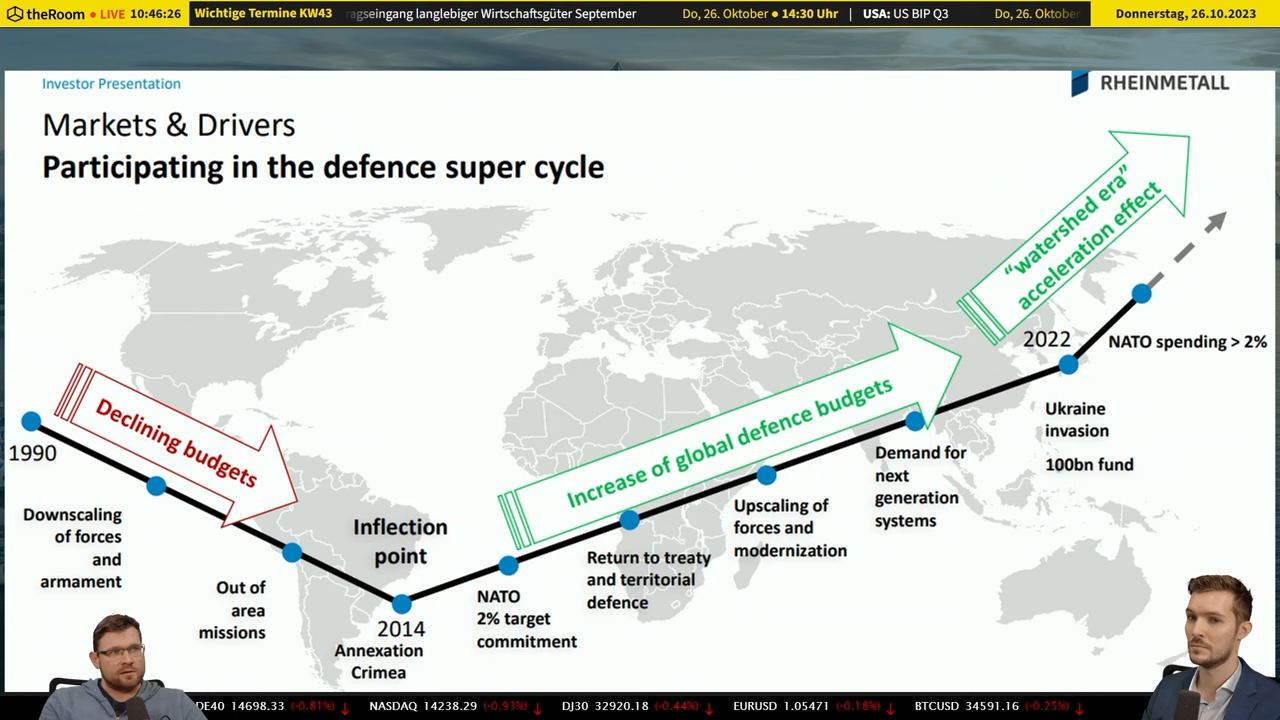 theRoom • LIVE 10:46:26
Wichtige Termine KW43
langlebiger Wirtschaftsgüter September
Do, 26. Oktober • 14:30 Uhr | USA: US BIP Q3
Do, 26. Oktober
Donnerstag, 26.10.2023
Investor Presentation
RHEINMETALL
Markets & Drivers
Participating in the defence super cycle
"watershed era"
acceleration effect
2022
NATO spending > 2%
Declining budgets
Increase of global defence budgets
1990
Ukraine
invasion
100bn fund
Demand for
next
generation
systems
Downscaling
of forces
and
armament
Inflection
point
Upscaling of
forces and
modernization
Return to treaty
and territorial
defence
Out of
area
missions
NATO
2% target
commitment
2014
Annexation
Crimea
DE40 14698.33 (-0.81%) ↓ NASDAQ 14238.29 (-0.93%) ↓ DJ30 32920.18 (-0.44%) ↓ EURUSD 1.05471 (-0.18%) ↓ BTCUSD 34591.16 (-0.25%) ↓